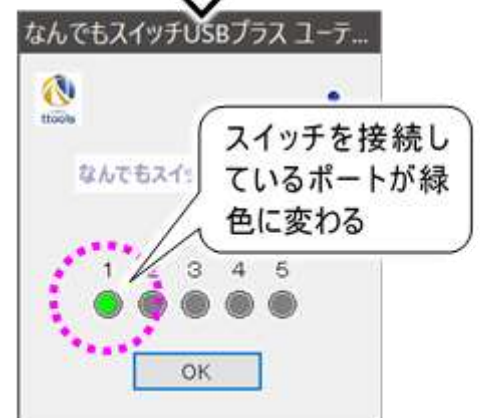 なんでもスイッチUSBプラス ユーテ...
ttools
スイッチを接続し
ているポートが緑
色に変わる
なんでもスイッ
1 2 3 4 5
OK